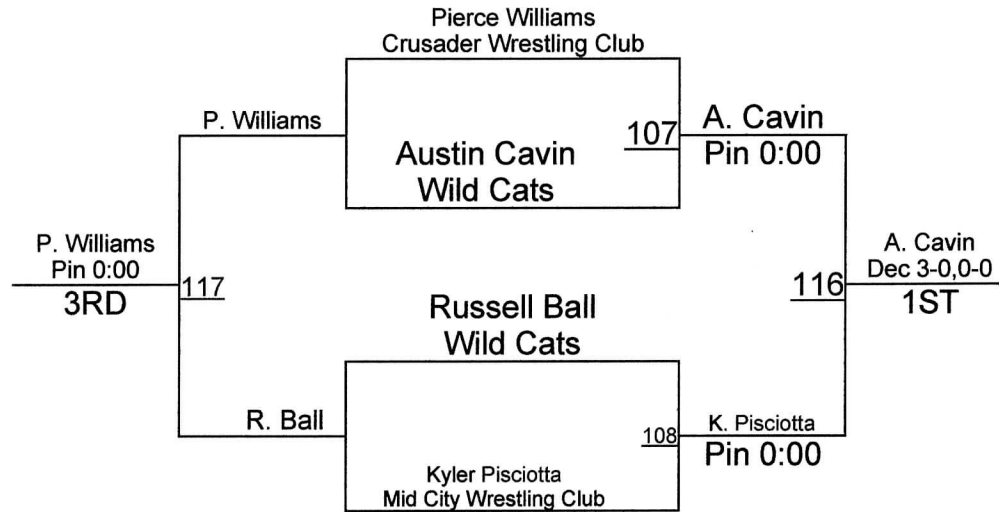 Pierce Williams
Crusader Wrestling Club
P. Williams
107
A. Cavin
Pin 0:00
Austin Cavin
Wild Cats
P. Williams
Pin 0:00
3RD
117
116
A. Cavin
Dec 3-0,0-0
1ST
Russell Ball
Wild Cats
R. Ball
108
K. Pisciotta
Pin 0:00
Kyler Pisciotta
Mid City Wrestling Club